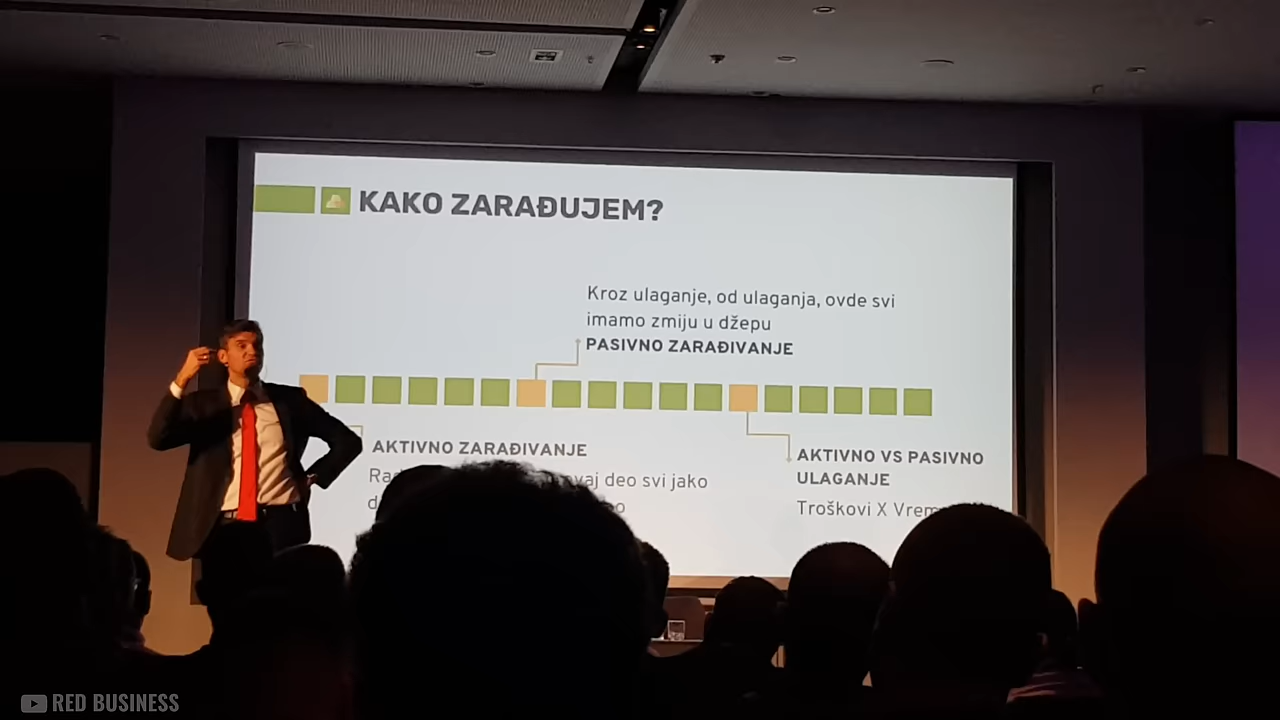 KAKO ZARAĐUJEM?
Kroz ulaganje, od ulaganja, ovde svi
imamo zmiju u džepu
PASIVNO ZARAĐIVANJE
AKTIVNO ZARAĐIVANJE
deo svi jako
AKTIVNO VS PASIVNO
ULAGANJE
Troškovi X
RED BUSINESS